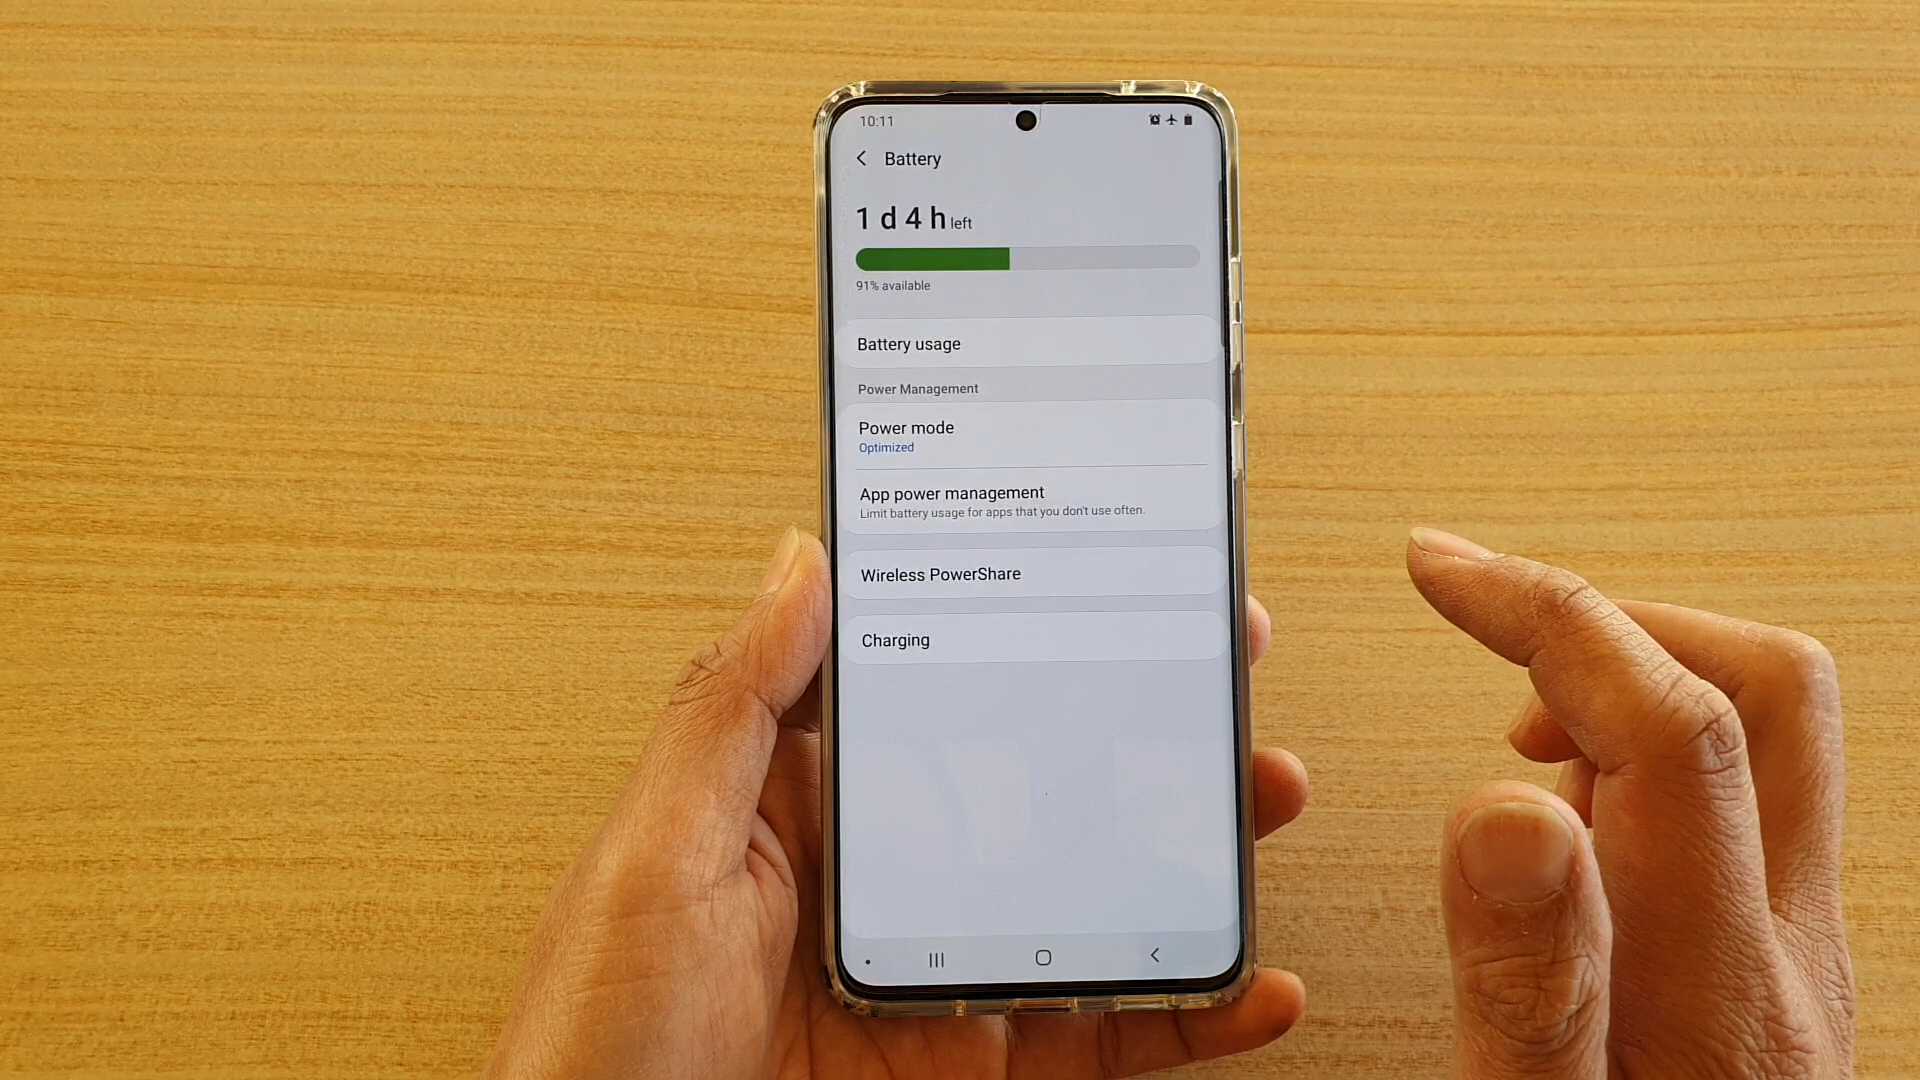 10:11
Battery
1 d 4 h left
91% available
Battery usage
Power Management
Power mode
Optimized
App power management
Limit battery usage for apps that you don't use often.
Wireless PowerShare
Charging